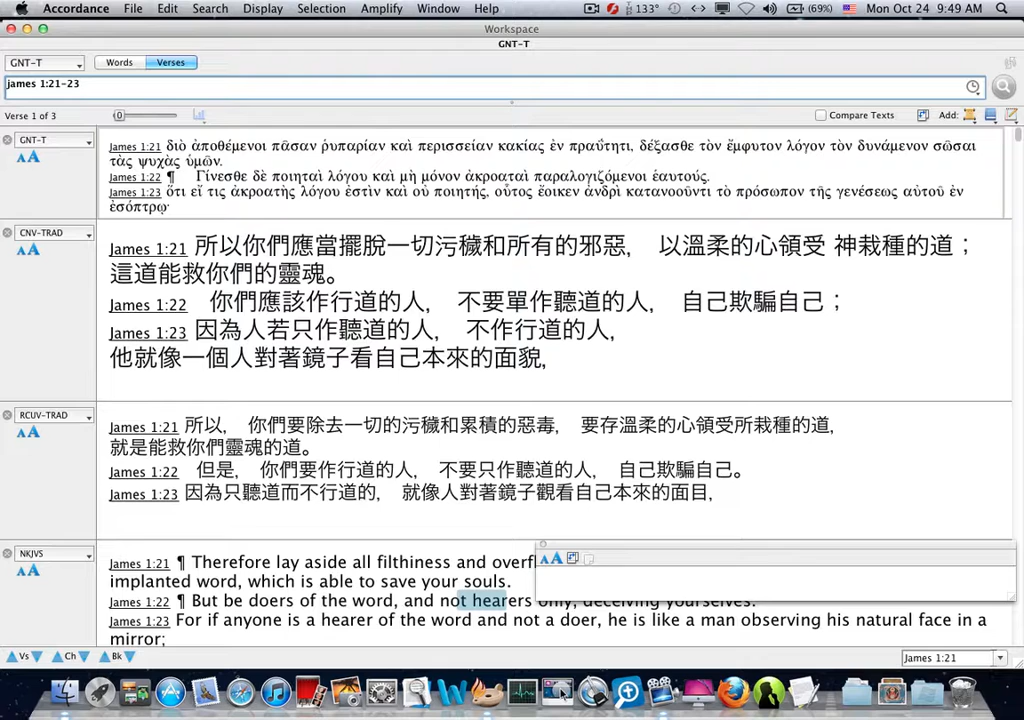 Accordance File Edit Search Display Selection Amplify Window Help 133° (69%) Mon Oct 24 9:49 AM
Workspace
GNT-T
GNT-T Words Verses
james 1:21-23
Verse 1 of 3 0 Compare Texts Add:
GNT-T
James 1:21 διὸ ἀποθέμενοι πᾶσαν ῥυπαρίαν καὶ περισσείαν κακίας ἐν πραΰτητι, δέξασθε τὸν ἔμφυτον λόγον τὸν δυνάμενον σῶσαι
τὰς ψυχὰς ὑμῶν.
James 1:22 ¶ Γίνεσθε δὲ ποιηταὶ λόγου καὶ μὴ μόνον ἀκροαταὶ παραλογιζόμενοι ἑαυτούς.
James 1:23 ὅτι εἴ τις ἀκροατὴς λόγου ἐστὶν καὶ οὐ ποιητής, οὗτος ἔοικεν ἀνδρὶ κατανοοῦντι τὸ πρόσωπον τῆς γενέσεως αὐτοῦ ἐν
ἐσόπτρῳ·
CNV-TRAD
James 1:21 所以你們應當擺脫一切污穢和所有的邪惡， 以溫柔的心領受 神栽種的道；
這道能救你們的靈魂。
James 1:22 你們應該作行道的人， 不要單作聽道的人， 自己欺騙自己；
James 1:23 因為人若只作聽道的人， 不作行道的人，
他就像一個人對著鏡子看自己本來的面貌，
RCUV-TRAD
James 1:21 所以， 你們要除去一切的污穢和累積的惡毒， 要存溫柔的心領受所栽種的道，
就是能救你們靈魂的道。
James 1:22 但是， 你們要作行道的人， 不要只作聽道的人， 自己欺騙自己。
James 1:23 因為只聽道而不行道的， 就像人對著鏡子觀看自己本來的面目，
NKJVS
James 1:21 ¶ Therefore lay aside all filthiness and overf
implanted word, which is able to save your souls.
James 1:22 ¶ But be doers of the word, and not hearers only, deceiving yourselves.
James 1:23 For if anyone is a hearer of the word and not a doer, he is like a man observing his natural face in a
mirror;
Vs Ch Bk James 1:21